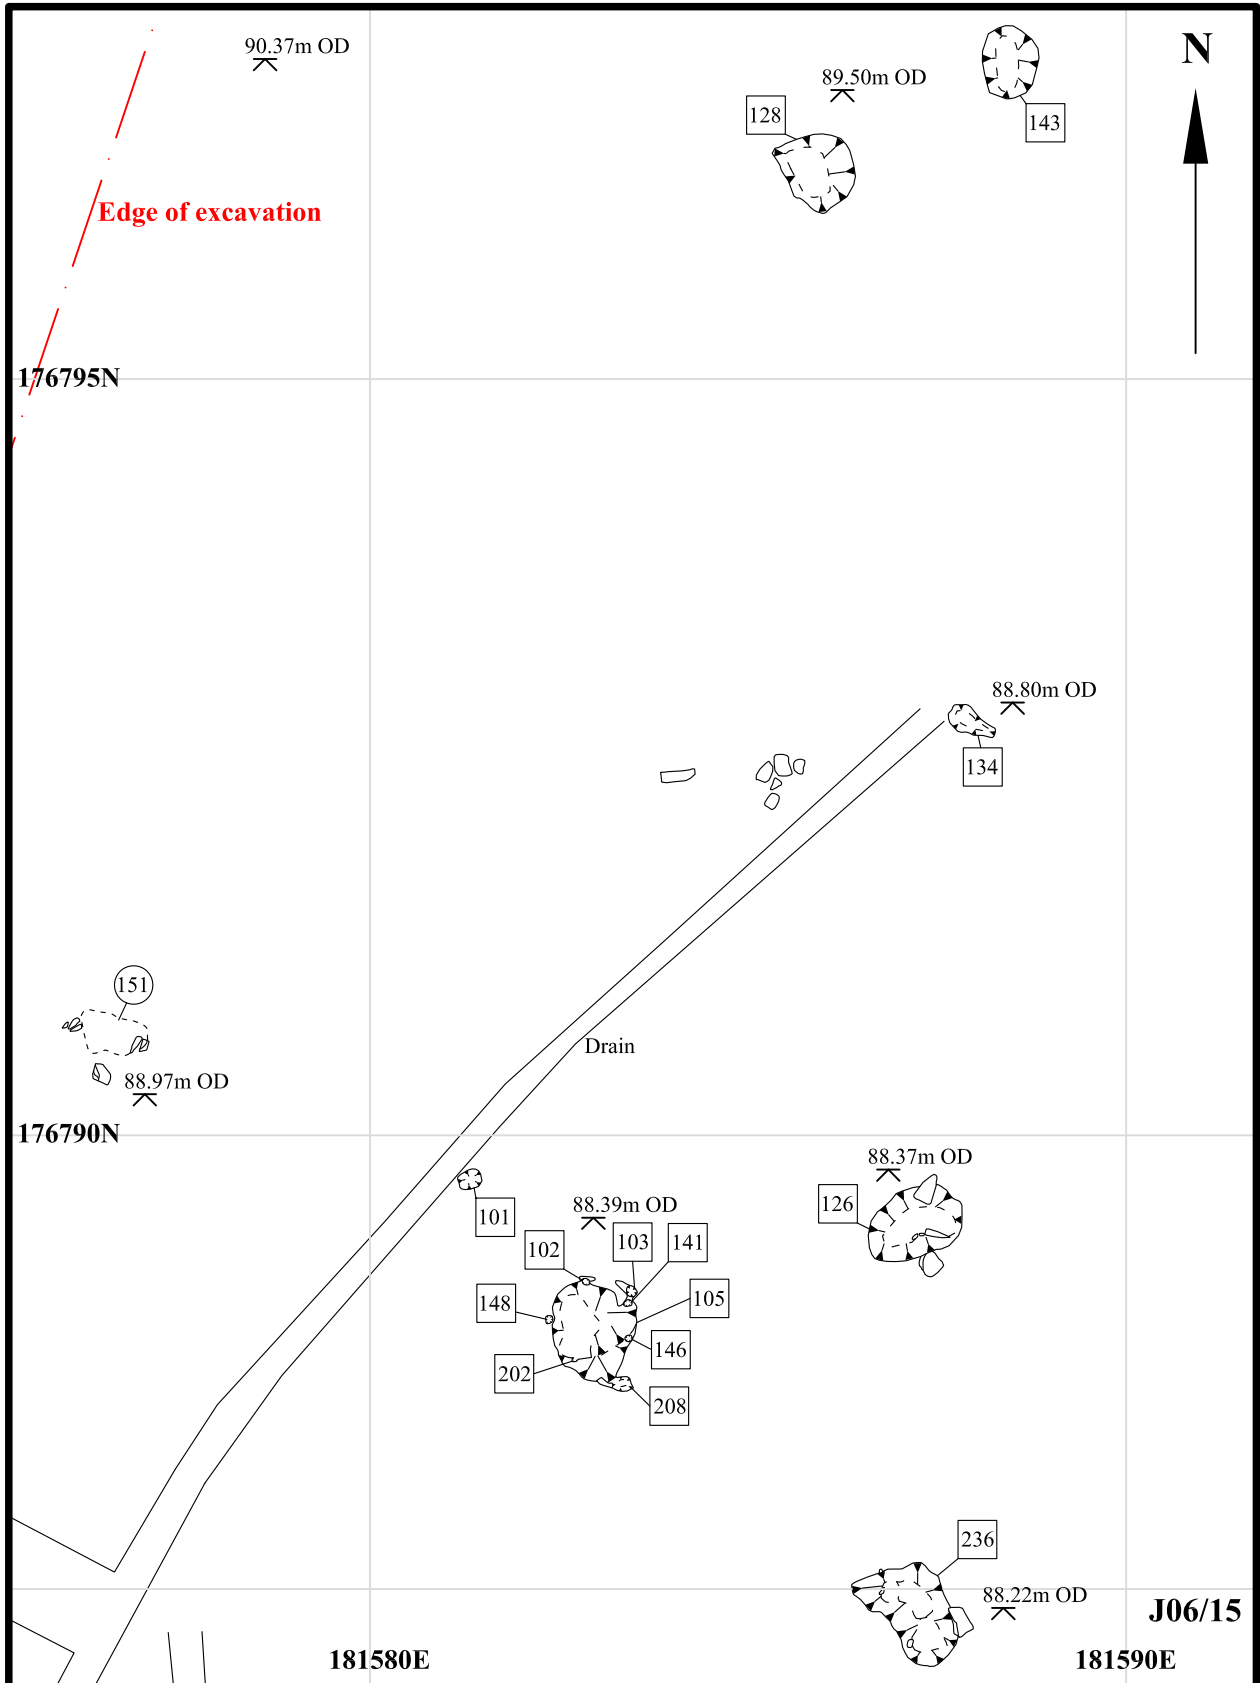 90.37m OD
N
89.50m OD
128
143
Edge of excavation
176795N
88.80m OD
134
151
Drain
88.97m OD
176790N
88.37m OD
126
101
88.39m OD
102
103
141
148
105
146
202
208
236
88.22m OD
J06/15
181580E
181590E